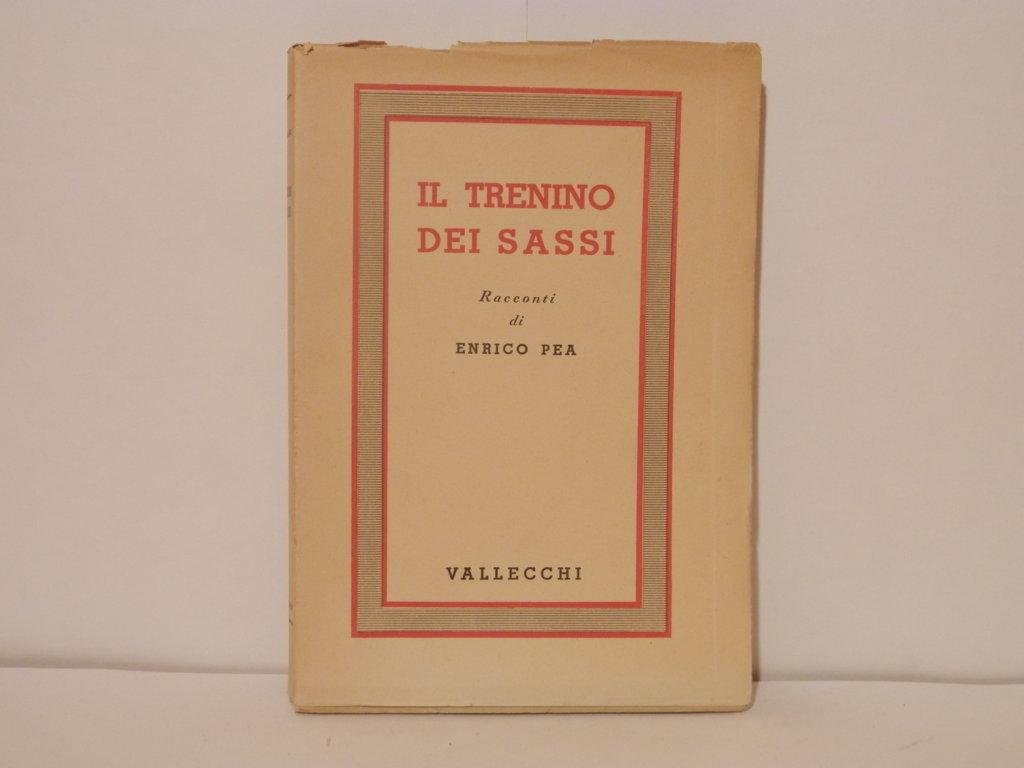 IL TRENINO
DEI SASSI
Racconti
di
ENRICO PEA
VALLECCHI